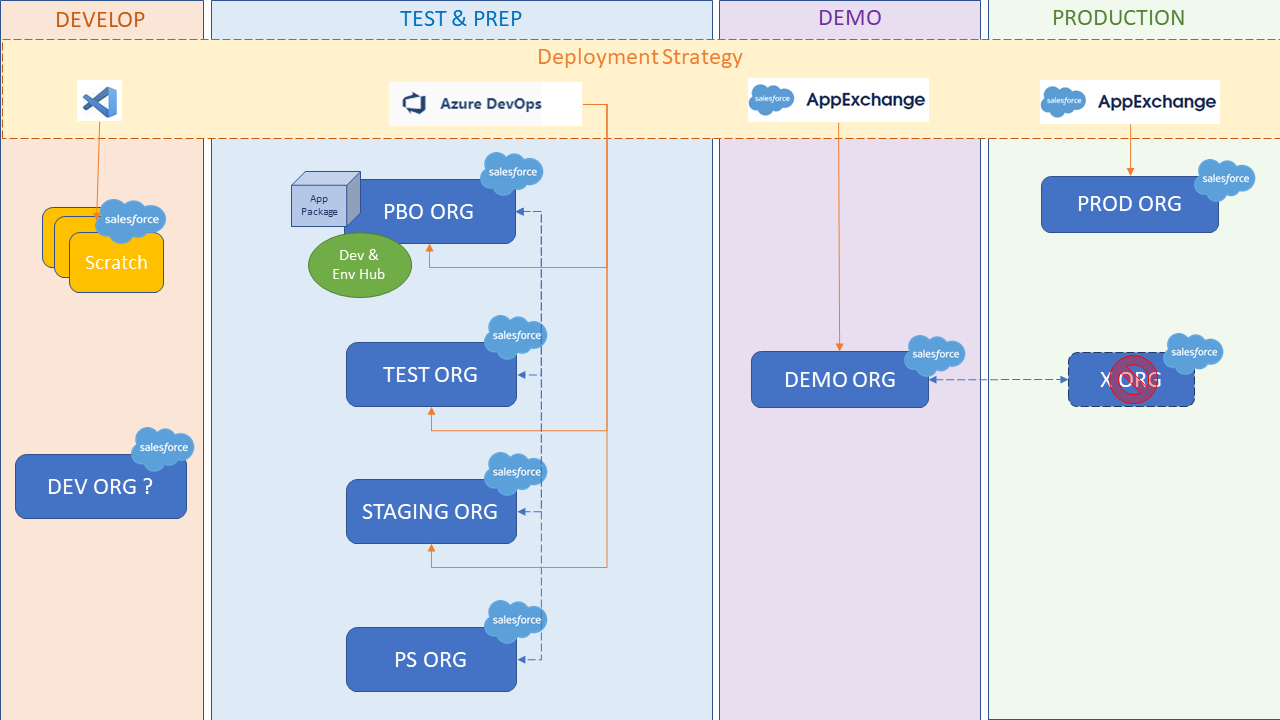 DEVELOP
TEST & PREP
DEMO
PRODUCTION
Deployment Strategy
Azure DevOps
salesforce
AppExchange
salesforce
AppExchange
salesforce
Scratch
salesforce
DEV ORG ?
App
Package
salesforce
PBO ORG
Dev &
Env Hub
salesforce
TEST ORG
salesforce
STAGING ORG
salesforce
PS ORG
salesforce
DEMO ORG
salesforce
PROD ORG
salesforce
X ORG